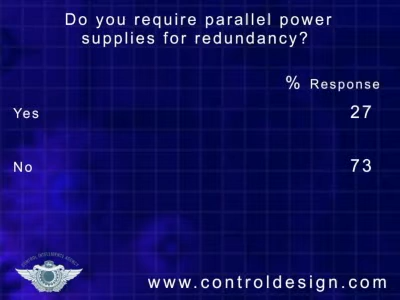 Do you require parallel power
supplies for redundancy?
% Response
Yes 27
No 73
www.controldesign.com